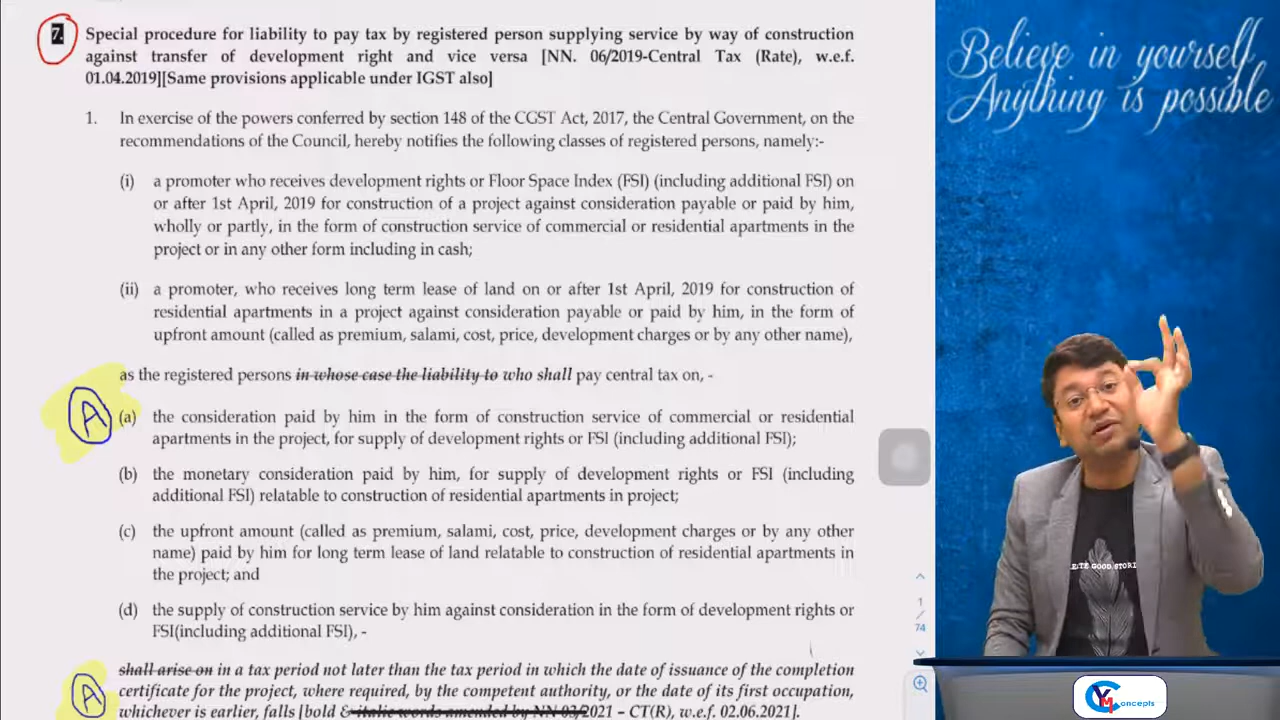 7. Special procedure for liability to pay tax by registered person supplying service by way of construction
against transfer of development right and vice versa [NN. 06/2019-Central Tax (Rate), w.e.f.
01.04.2019][Same provisions applicable under IGST also]
1. In exercise of the powers conferred by section 148 of the CGST Act, 2017, the Central Government, on the
recommendations of the Council, hereby notifies the following classes of registered persons, namely:-
(i) a promoter who receives development rights or Floor Space Index (FSI) (including additional FSI) on
or after 1st April, 2019 for construction of a project against consideration payable or paid by him,
wholly or partly, in the form of construction service of commercial or residential apartments in the
project or in any other form including in cash;
(ii) a promoter, who receives long term lease of land on or after 1st April, 2019 for construction of
residential apartments in a project against consideration payable or paid by him, in the form of
upfront amount (called as premium, salami, cost, price, development charges or by any other name),
as the registered persons in whose case the liability to who shall pay central tax on, -
A
(a) the consideration paid by him in the form of construction service of commercial or residential
apartments in the project, for supply of development rights or FSI (including additional FSI);
(b) the monetary consideration paid by him, for supply of development rights or FSI (including
additional FSI) relatable to construction of residential apartments in project;
(c) the upfront amount (called as premium, salami, cost, price, development charges or by any other
name) paid by him for long term lease of land relatable to construction of residential apartments in
the project; and
(d) the supply of construction service by him against consideration in the form of development rights or
FSI(including additional FSI), -
A
shall arise on in a tax period not later than the tax period in which the date of issuance of the completion
certificate for the project, where required, by the competent authority, or the date of its first occupation,
whichever is earlier, falls [bold & italic words amended by NN 03/2021 – CT(R), w.e.f. 02.06.2021].
1
/
74
Believe in yourself
Anything is possible
YM Concepts